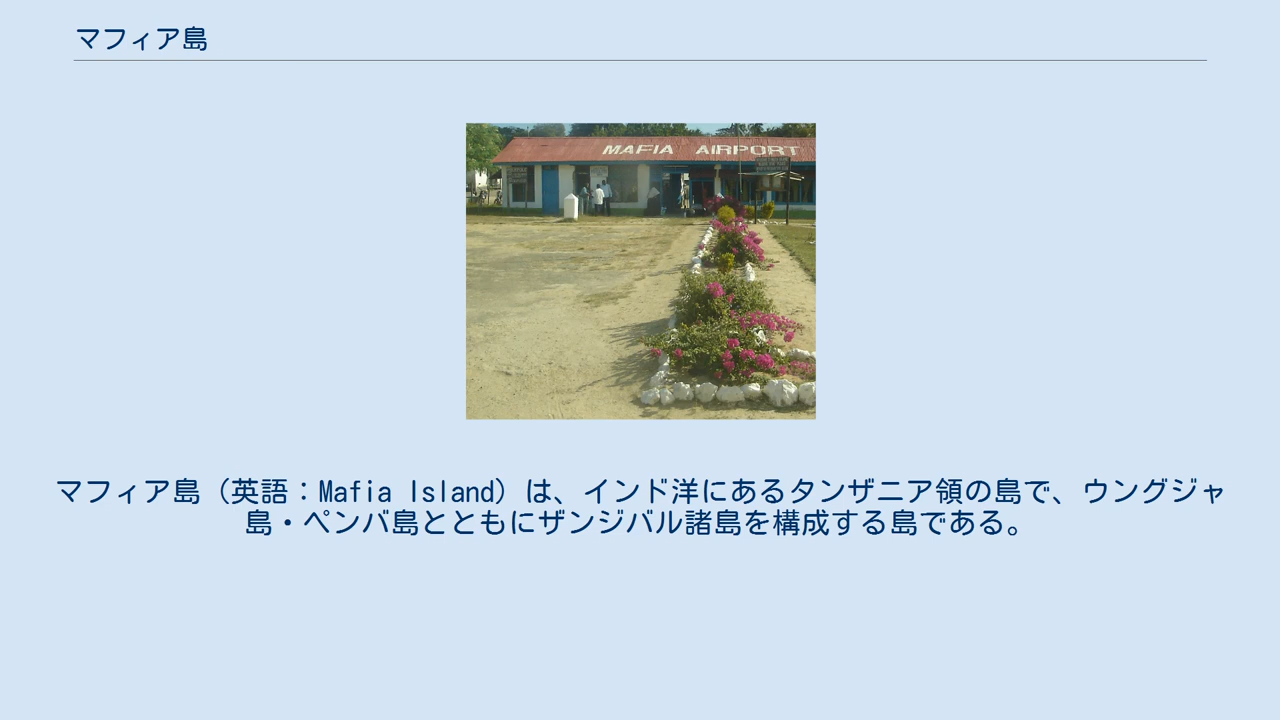 マフィア島
MAFIA AIRPORT
マフィア島（英語：Mafia Island）は、インド洋にあるタンザニア領の島で、ウングジャ
島・ペンバ島とともにザンジバル諸島を構成する島である。